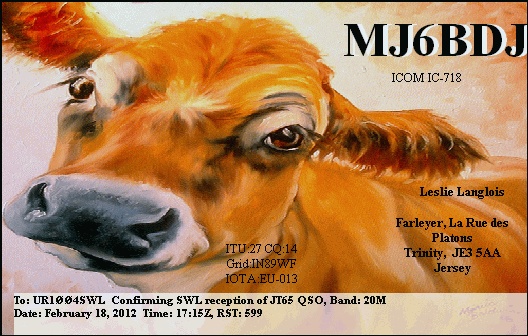 MJ6BDJ
ICOM IC-718
Leslie Langlois
Farleyer, La Rue des
Platons
Trinity, JE3 5AA
Jersey
ITU:27 CQ:14
Grid:IN89WF
IOTA:EU-013
To: UR1ØØ4SWL Confirming SWL reception of JT65 QSO, Band: 20M
Date: February 18, 2012 Time: 17:15Z, RST: 599